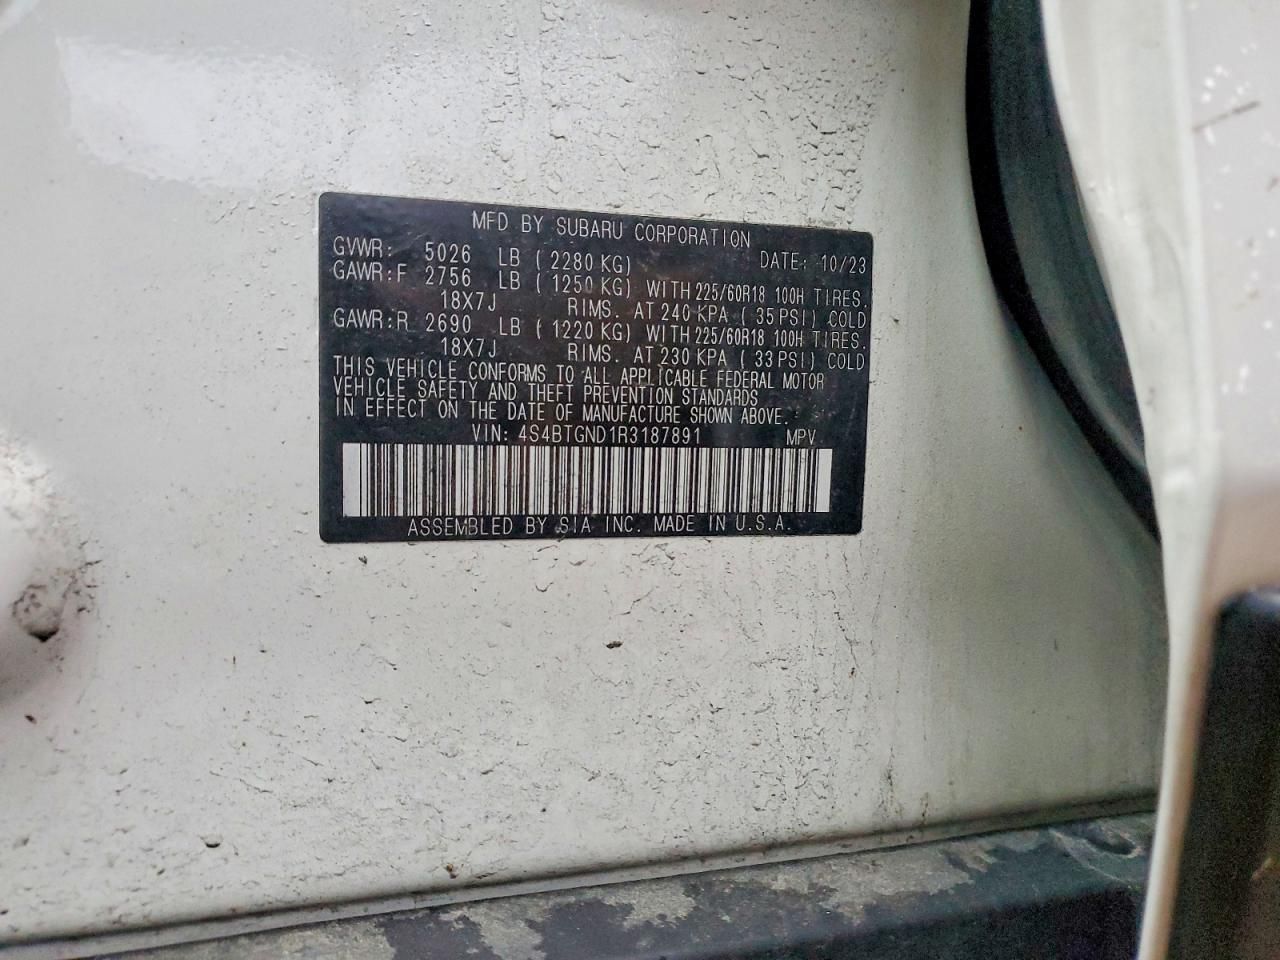 MFD BY SUBARU CORPORATION
GVWR: 5026 LB ( 2280 KG) DATE: 10/23
GAWR:F 2756 LB ( 1250 KG) WITH 225/60R18 100H TIRES.
18X7J RIMS. AT 240 KPA ( 35 PSI) COLD
GAWR:R 2690 LB ( 1220 KG) WITH 225/60R18 100H TIRES.
18X7J RIMS. AT 230 KPA ( 33 PSI) COLD
THIS VEHICLE CONFORMS TO ALL APPLICABLE FEDERAL MOTOR
VEHICLE SAFETY AND THEFT PREVENTION STANDARDS
IN EFFECT ON THE DATE OF MANUFACTURE SHOWN ABOVE.
VIN: 4S4BTGND1R3187891 MPV
ASSEMBLED BY SIA INC. MADE IN U.S.A.